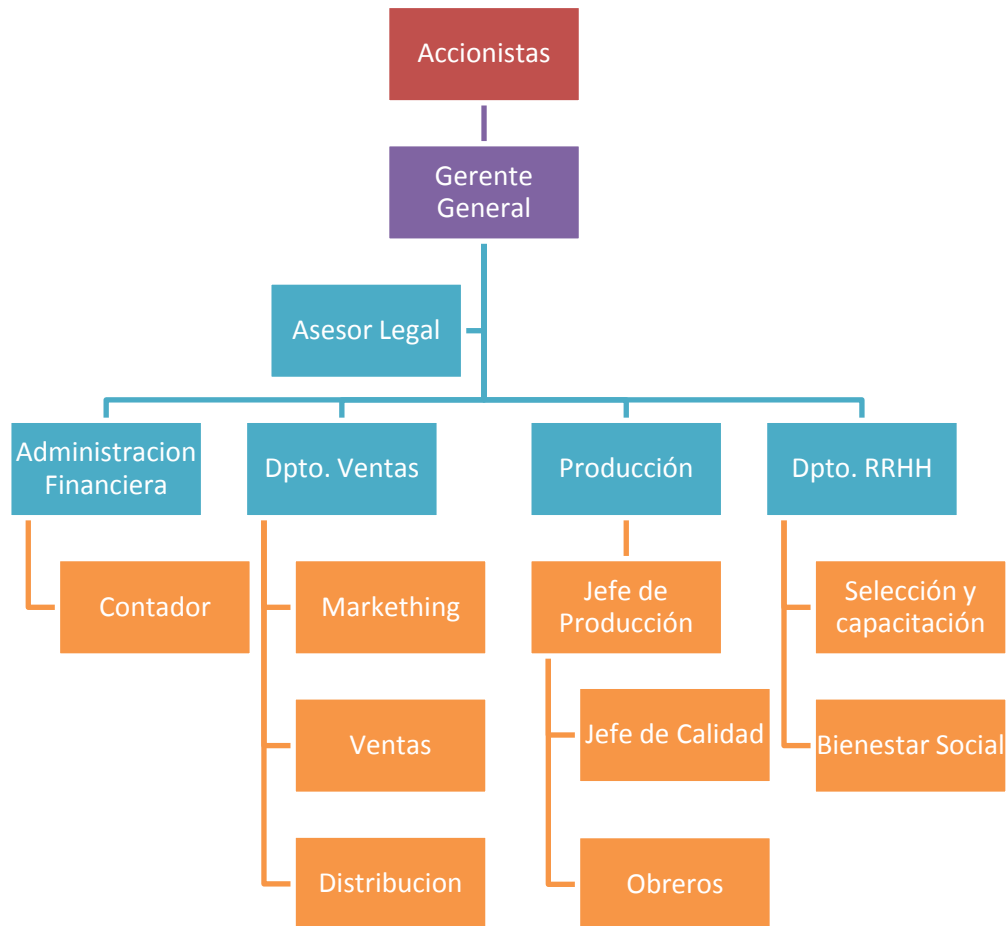 Accionistas
Gerente
General
Asesor Legal
Administracion
Financiera
Dpto. Ventas
Producción
Dpto. RRHH
Contador
Markething
Jefe de
Producción
Selección y
capacitación
Ventas
Jefe de Calidad
Bienestar Social
Distribucion
Obreros